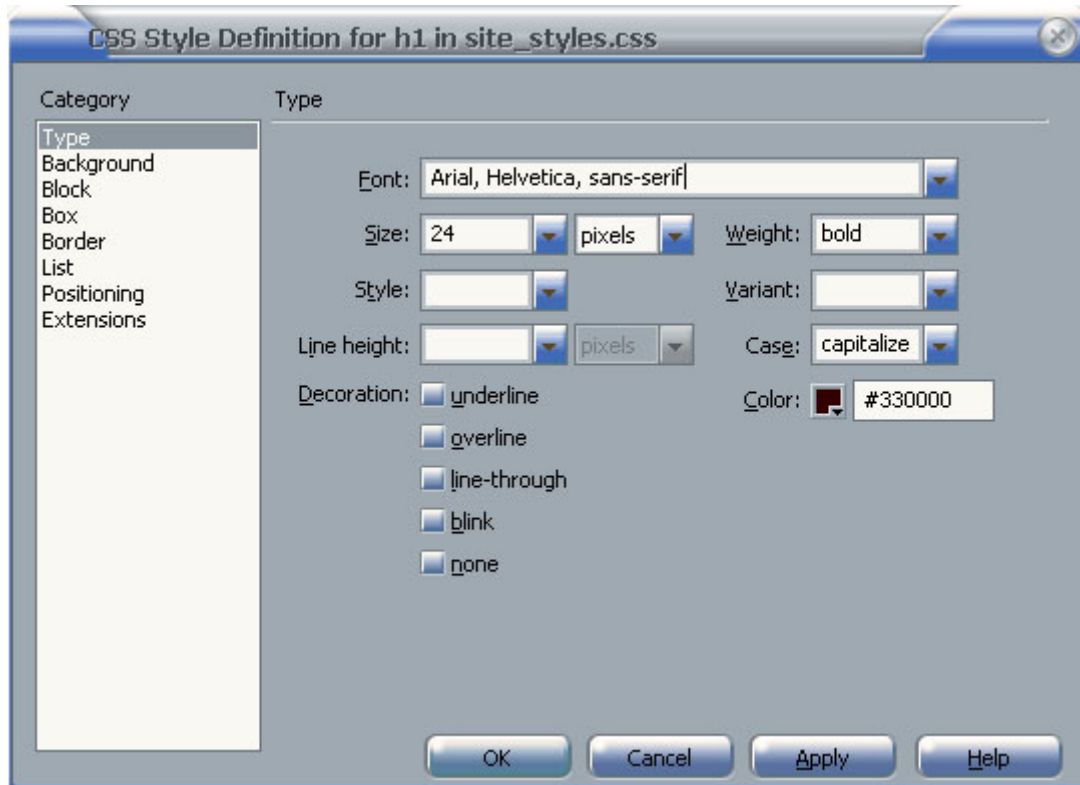 CSS Style Definition for h1 in site_styles.css
Category
Type
Type
Background
Block
Box
Border
List
Positioning
Extensions
Font: Arial, Helvetica, sans-serif
Size: 24 pixels Weight: bold
Style: Variant:
Line height: pixels Case: capitalize
Decoration: underline Color: #330000
overline
line-through
blink
none
OK Cancel Apply Help